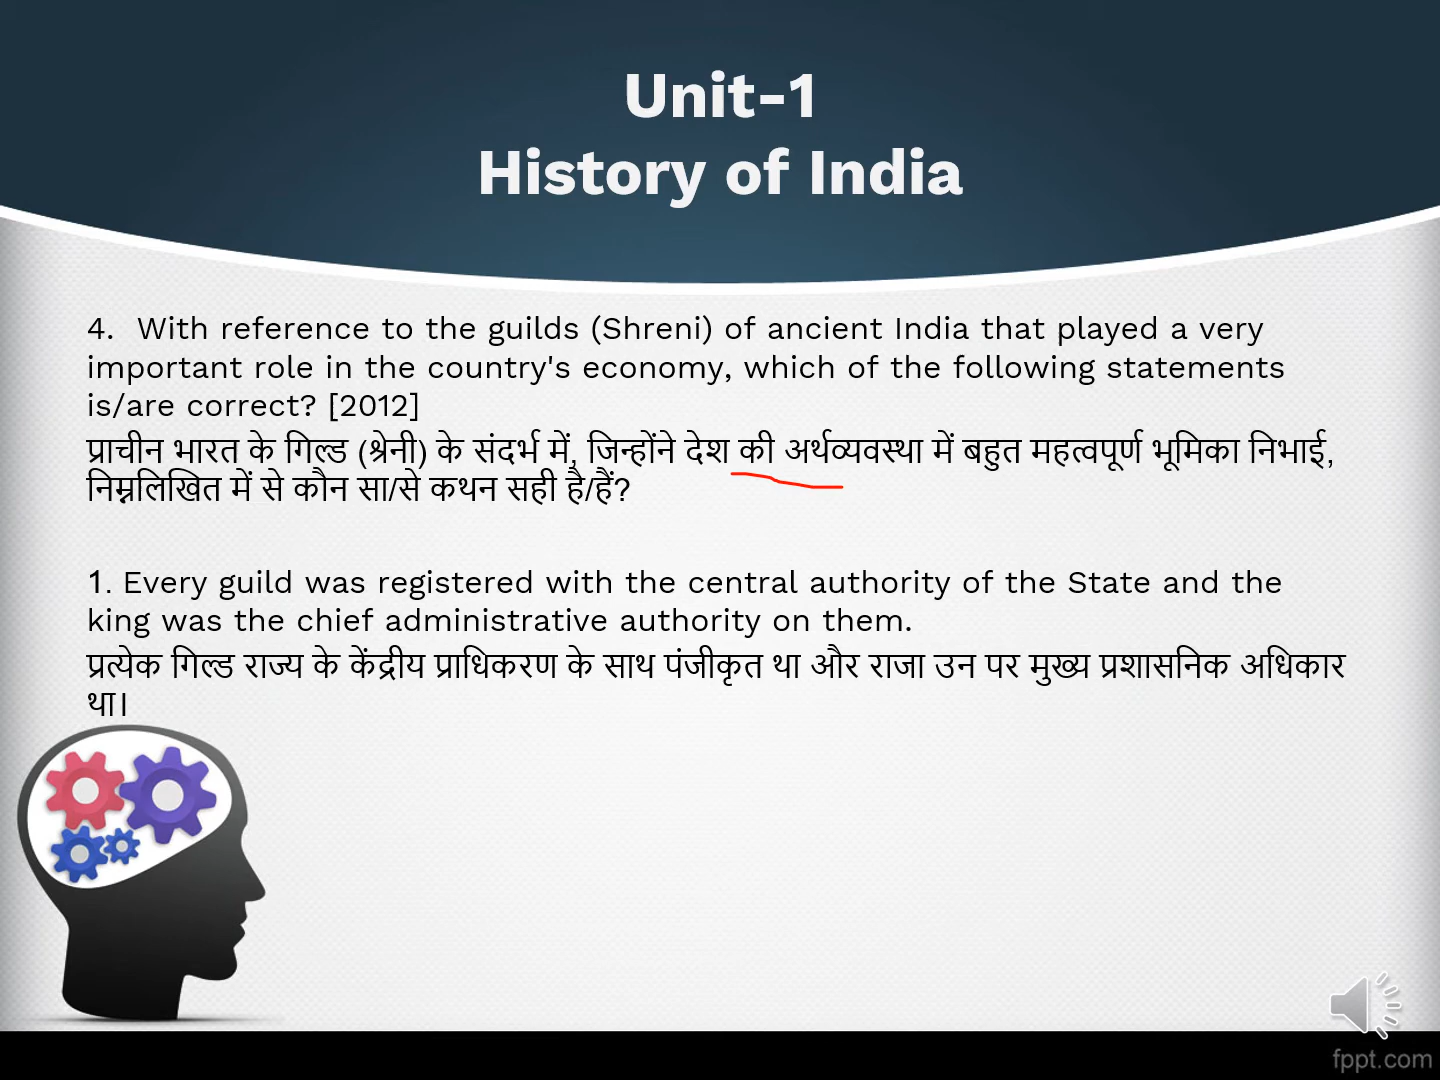 Unit-1
History of India
4. With reference to the guilds (Shreni) of ancient India that played a very
important role in the country's economy, which of the following statements
is/are correct? [2012]
प्राचीन भारत के गिल्ड (श्रेनी) के संदर्भ में, जिन्होंने देश की अर्थव्यवस्था में बहुत महत्वपूर्ण भूमिका निभाई,
निम्नलिखित में से कौन सा/से कथन सही है/हैं?
1. Every guild was registered with the central authority of the State and the
king was the chief administrative authority on them.
प्रत्येक गिल्ड राज्य के केंद्रीय प्राधिकरण के साथ पंजीकृत था और राजा उन पर मुख्य प्रशासनिक अधिकार
था।
fppt.com